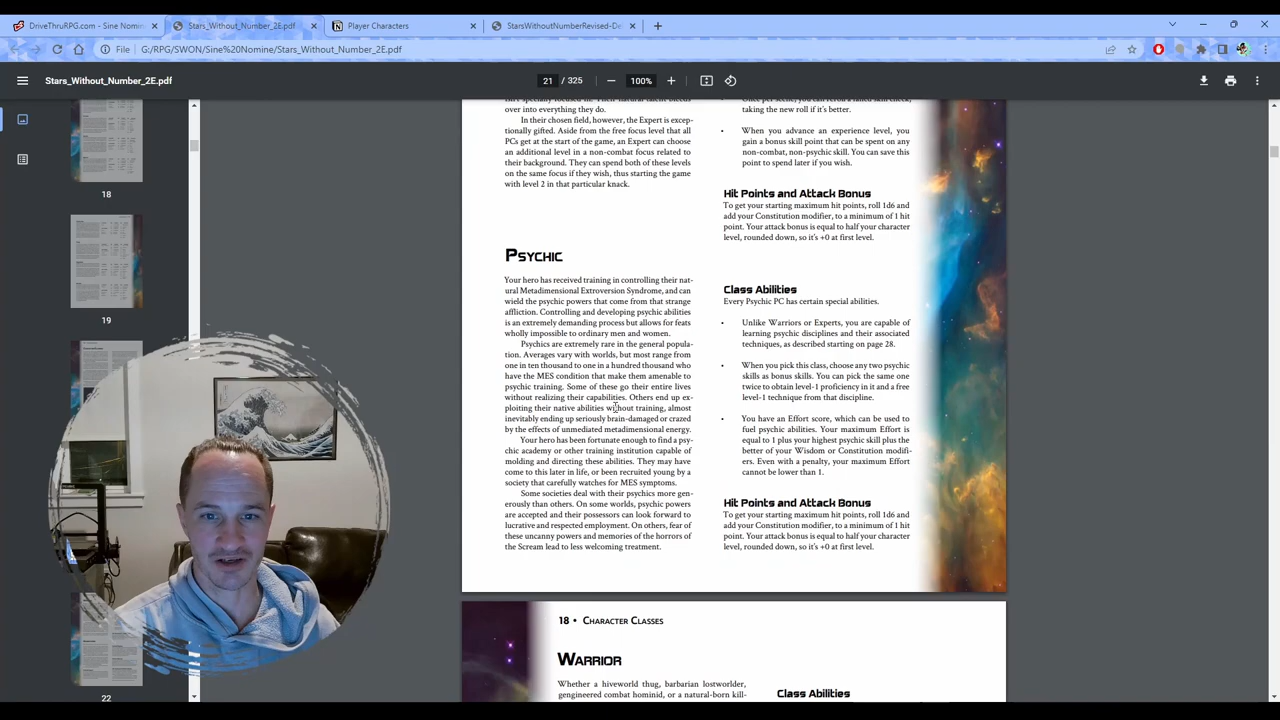 DriveThruRPG.com - Sine Nomin
Stars_Without_Number_2E.pdf
Player Characters
StarsWithoutNumberRevised-De
File
G:/RPG/SWON/Sine%20Nomine/Stars_Without_Number_2E.pdf
Stars_Without_Number_2E.pdf
21 / 325
100%
18
19
22
over into everything they do.
In their chosen field, however, the Expert is excep-
tionally gifted. Aside from the free focus level that all
PCs get at the start of the game, an Expert can choose
an additional level in a non-combat focus related to
their background. They can spend both of these levels
on the same focus if they wish, thus starting the game
with level 2 in that particular knack.
Psychic
Your hero has received training in controlling their nat-
ural Metadimensional Extroversion Syndrome, and can
wield the psychic powers that come from that strange
affliction. Controlling and developing psychic abilities
is an extremely demanding process but allows for feats
wholly impossible to ordinary men and women.
Psychics are extremely rare in the general popula-
tion. Averages vary with worlds, but most range from
one in ten thousand to one in a hundred thousand who
have the MES condition that make them amenable to
psychic training. Some of these go their entire lives
without realizing their capabilities. Others end up ex-
ploiting their native abilities without training, almost
inevitably ending up seriously brain-damaged or crazed
by the effects of unmediated metadimensional energy.
Your hero has been fortunate enough to find a psy-
chic academy or other training institution capable of
molding and directing these abilities. They may have
come to this later in life, or been recruited young by a
society that carefully watches for MES symptoms.
Some societies deal with their psychics more gen-
erously than others. On some worlds, psychic powers
are accepted and their possessors can look forward to
lucrative and respected employment. On others, fear of
these uncanny powers and memories of the horrors of
the Scream lead to less welcoming treatment.
taking the new roll if it's better.
• When you advance an experience level, you
gain a bonus skill point that can be spent on any
non-combat, non-psychic skill. You can save this
point to spend later if you wish.
Hit Points and Attack Bonus
To get your starting maximum hit points, roll 1d6 and
add your Constitution modifier, to a minimum of 1 hit
point. Your attack bonus is equal to half your character
level, rounded down, so it's +0 at first level.
Class Abilities
Every Psychic PC has certain special abilities.
• Unlike Warriors or Experts, you are capable of
learning psychic disciplines and their associated
techniques, as described starting on page 28.
• When you pick this class, choose any two psychic
skills as bonus skills. You can pick the same one
twice to obtain level-1 proficiency in it and a free
level-1 technique from that discipline.
• You have an Effort score, which can be used to
fuel psychic abilities. Your maximum Effort is
equal to 1 plus your highest psychic skill plus the
better of your Wisdom or Constitution modifi-
ers. Even with a penalty, your maximum Effort
cannot be lower than 1.
Hit Points and Attack Bonus
To get your starting maximum hit points, roll 1d6 and
add your Constitution modifier, to a minimum of 1 hit
point. Your attack bonus is equal to half your character
level, rounded down, so it's +0 at first level.
18 • Character Classes
Warrior
Whether a hiveworld thug, barbarian lostworlder,
gengineered combat hominid, or a natural-born kill-
Class Abilities